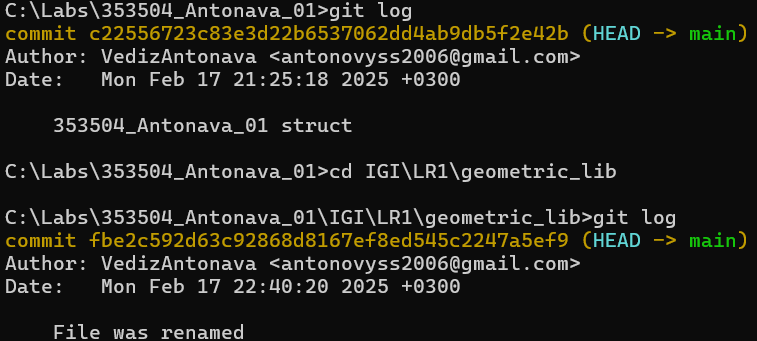 C:\Labs\353504_Antonava_01>git log
commit c22556723c83e3d22b6537062dd4ab9db5f2e42b (HEAD -> main)
Author: VedizAntonava <antonovyss2006@gmail.com>
Date:   Mon Feb 17 21:25:18 2025 +0300
    353504_Antonava_01 struct
C:\Labs\353504_Antonava_01>cd IGI\LR1\geometric_lib
C:\Labs\353504_Antonava_01\IGI\LR1\geometric_lib>git log
commit fbe2c592d63c92868d8167ef8ed545c2247a5ef9 (HEAD -> main)
Author: VedizAntonava <antonovyss2006@gmail.com>
Date:   Mon Feb 17 22:40:20 2025 +0300
    File was renamed